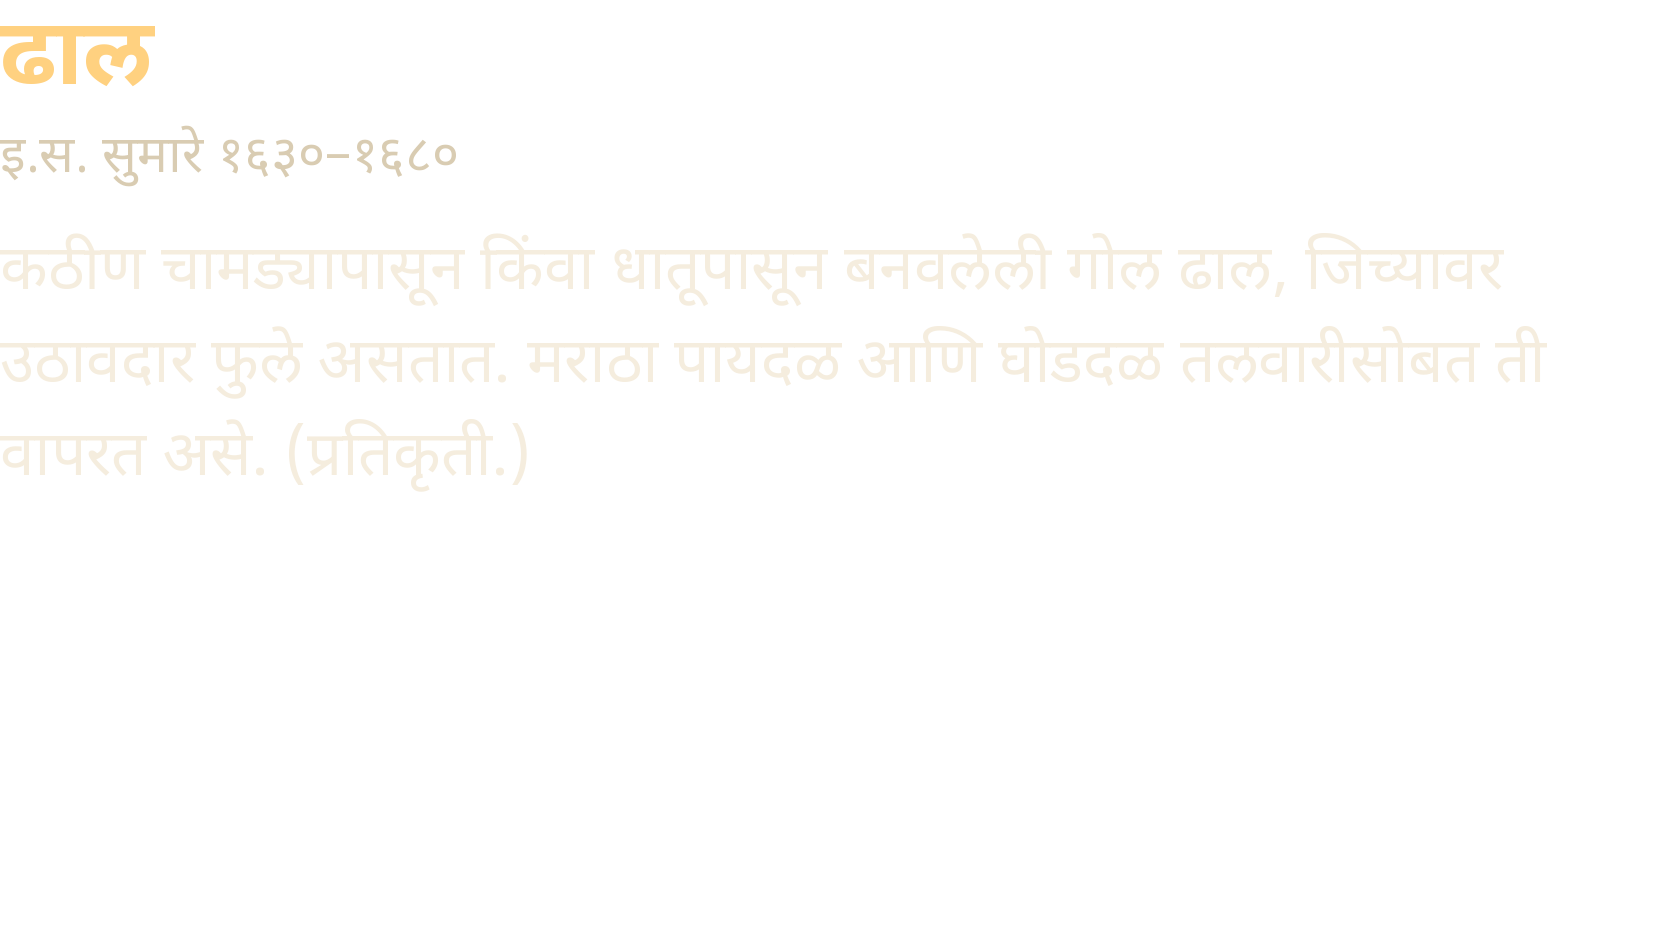 ढाल
इ.स. सुमारे १६३०–१६८०
कठीण चामड्यापासून किंवा धातूपासून बनवलेली गोल ढाल, जिच्यावर
उठावदार फुले असतात. मराठा पायदळ आणि घोडदळ तलवारीसोबत ती
वापरत असे. (प्रतिकृती.)